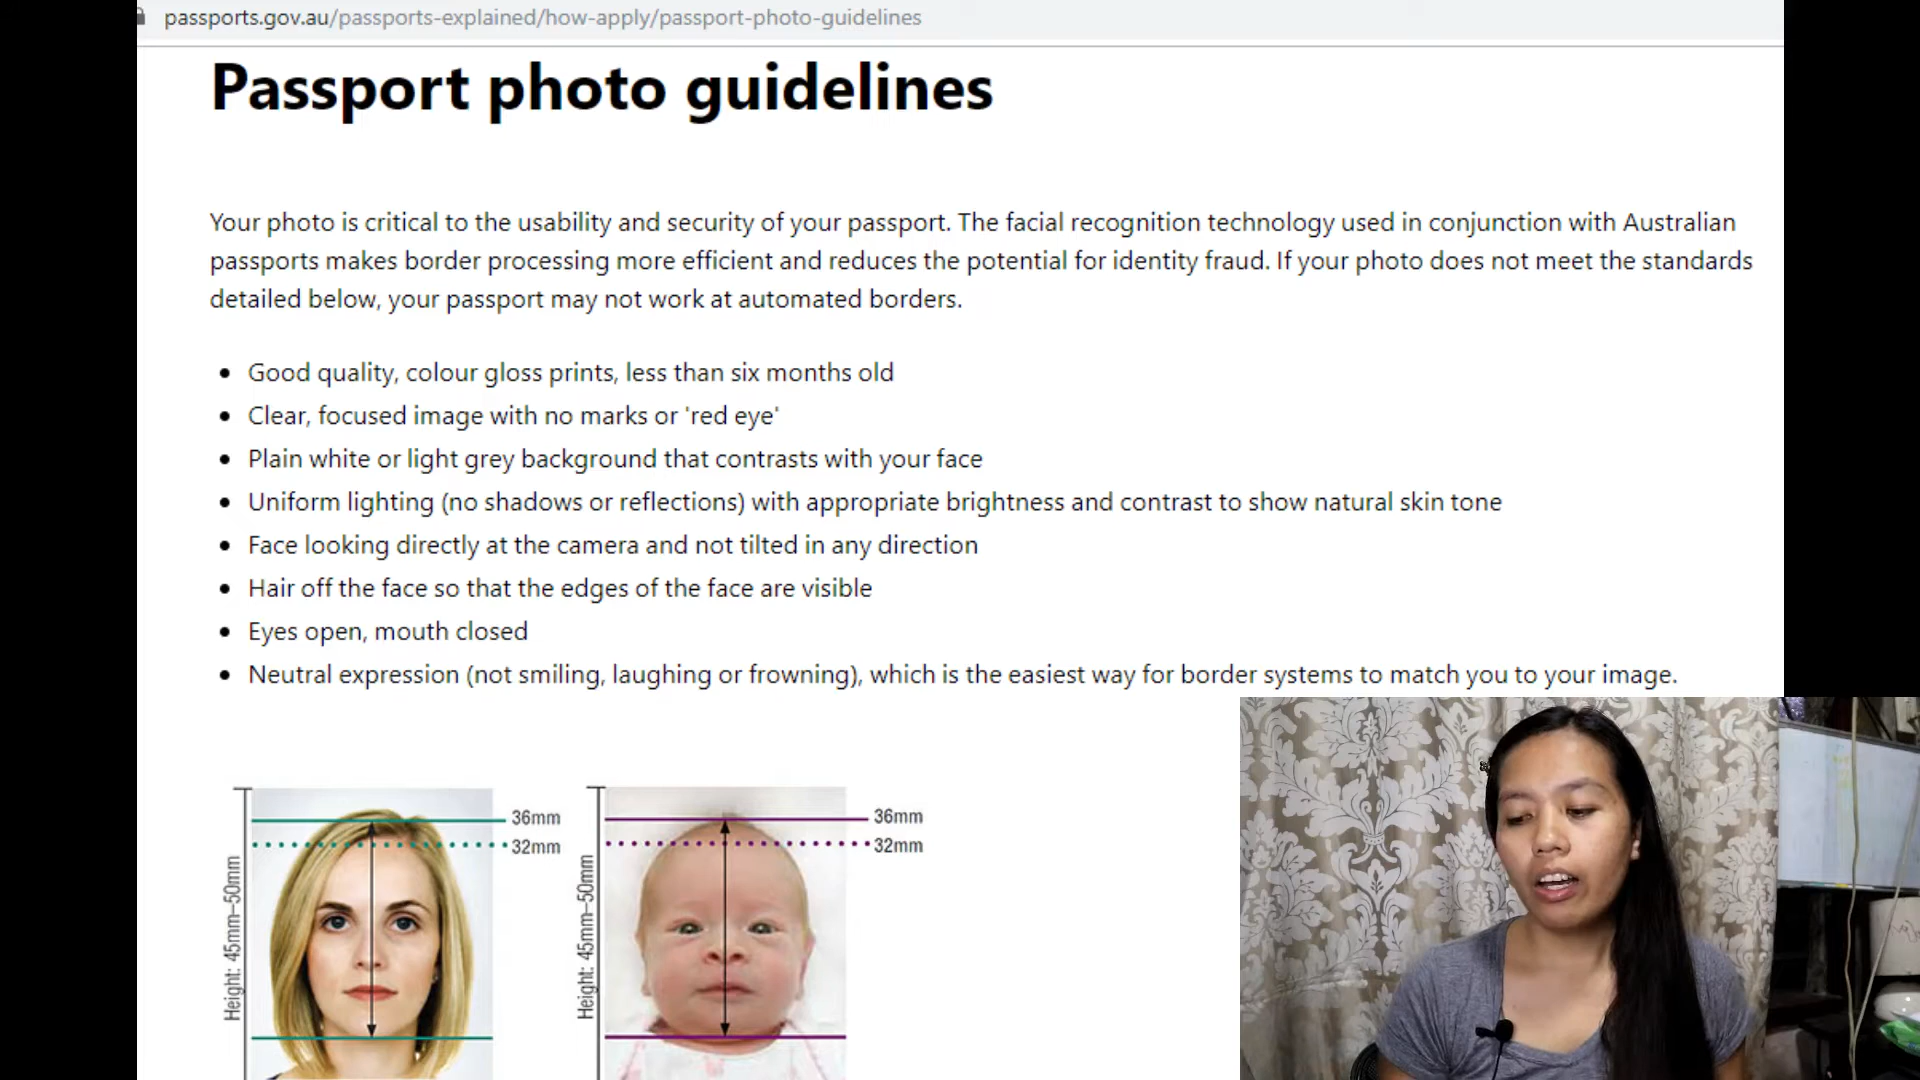 passports.gov.au/passports-explained/how-apply/passport-photo-guidelines
Passport photo guidelines
Your photo is critical to the usability and security of your passport. The facial recognition technology used in conjunction with Australian
passports makes border processing more efficient and reduces the potential for identity fraud. If your photo does not meet the standards
detailed below, your passport may not work at automated borders.
Good quality, colour gloss prints, less than six months old
Clear, focused image with no marks or 'red eye'
Plain white or light grey background that contrasts with your face
Uniform lighting (no shadows or reflections) with appropriate brightness and contrast to show natural skin tone
Face looking directly at the camera and not tilted in any direction
Hair off the face so that the edges of the face are visible
Eyes open, mouth closed
Neutral expression (not smiling, laughing or frowning), which is the easiest way for border systems to match you to your image.
36mm
32mm
Height: 45mm–50mm
36mm
32mm
Height: 45mm–50mm